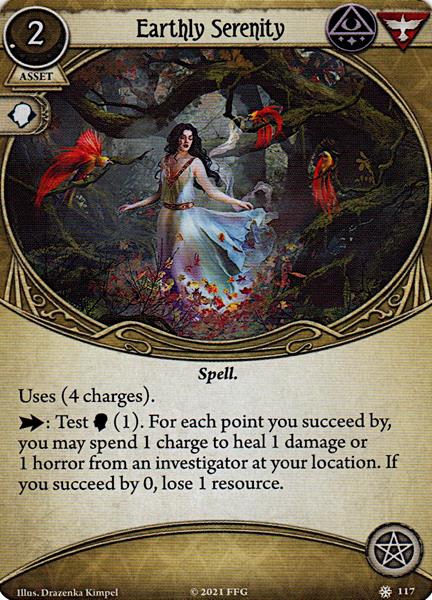 2
Earthly Serenity
ASSET
Spell.
Uses (4 charges).
: Test (1). For each point you succeed by,
you may spend 1 charge to heal 1 damage or
1 horror from an investigator at your location. If
you succeed by 0, lose 1 resource.
Illus. Drazenka Kimpel
© 2021 FFG
117